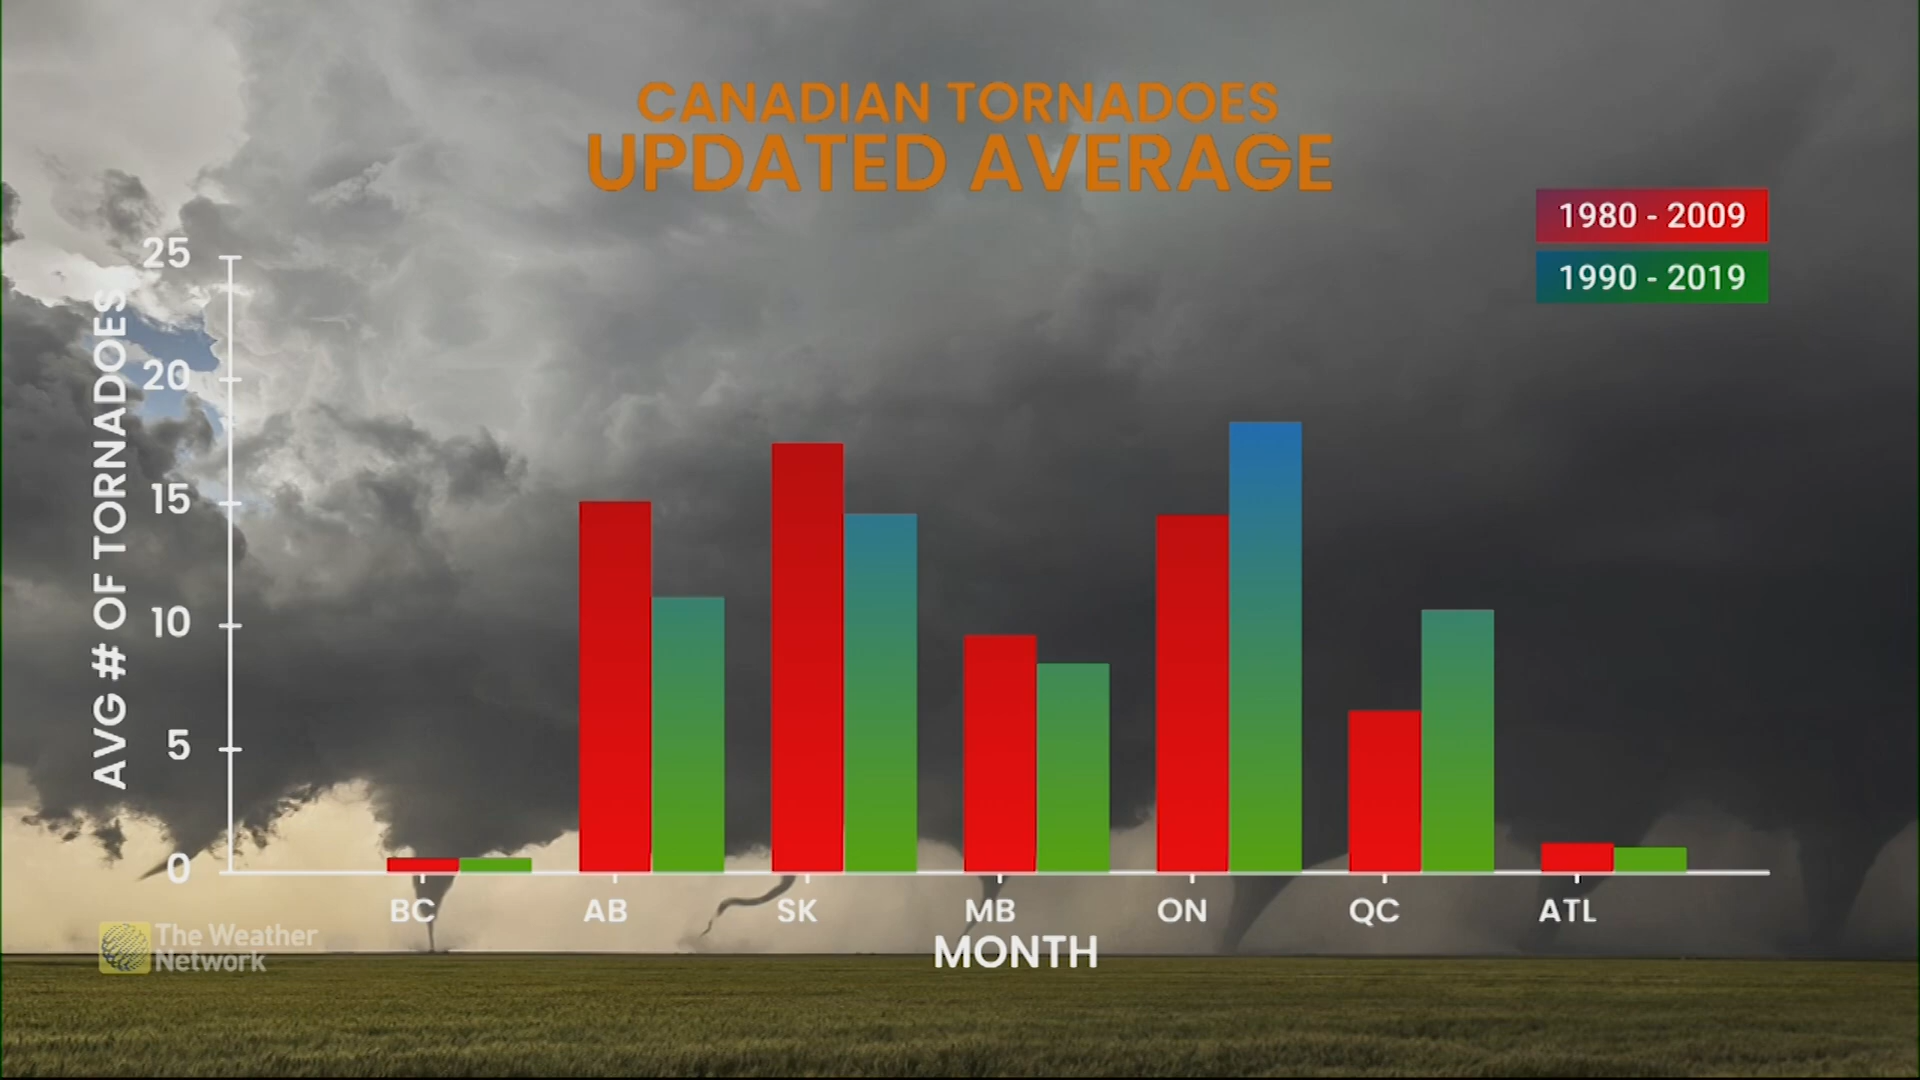 CANADIAN TORNADOES
UPDATED AVERAGE
1980 - 2009
1990 - 2019
AVG # OF TORNADOES
25
20
15
10
5
0
BC AB SK MB ON QC ATL
MONTH
The Weather
Network